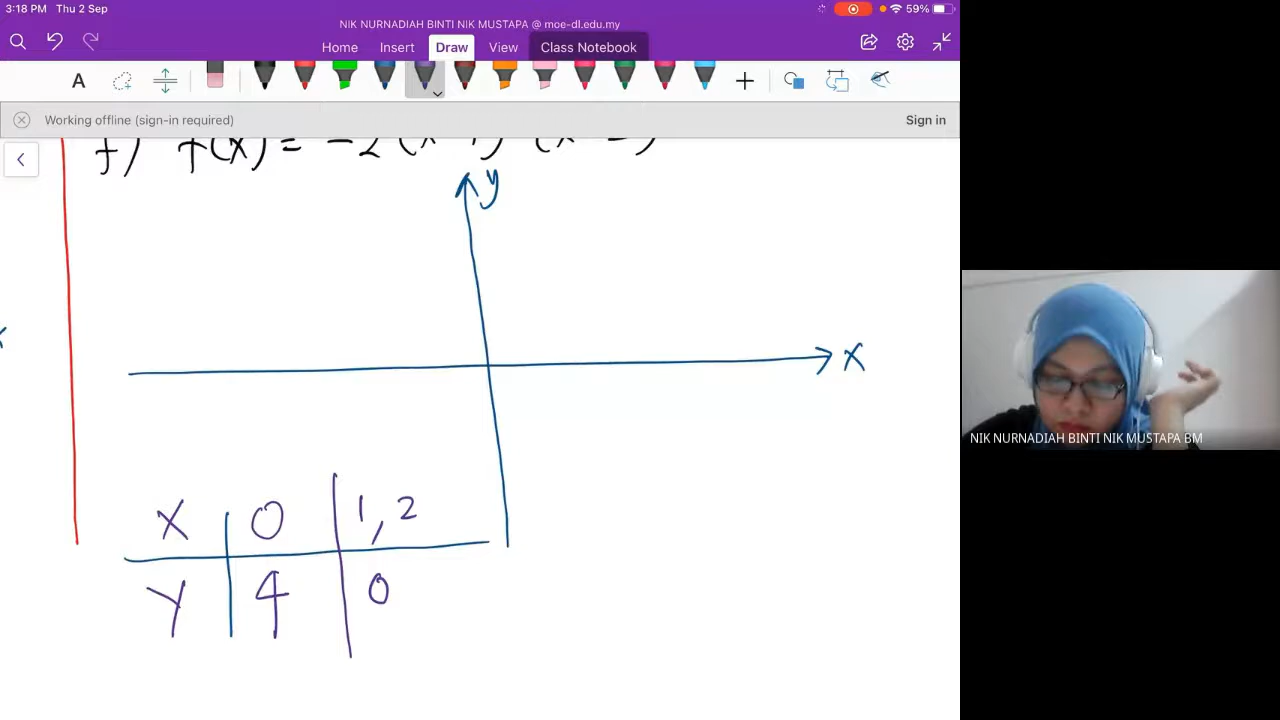 3:18 PM Thu 2 Sep
59%
NIK NURNADIAH BINTI NIK MUSTAPA @ moe-dl.edu.my
Home Insert Draw View Class Notebook
A
Working offline (sign-in required) Sign in
f) f(x) = -2 (x
y
x
NIK NURNADIAH BINTI NIK MUSTAPA BM
x 0 1, 2
y 4 0